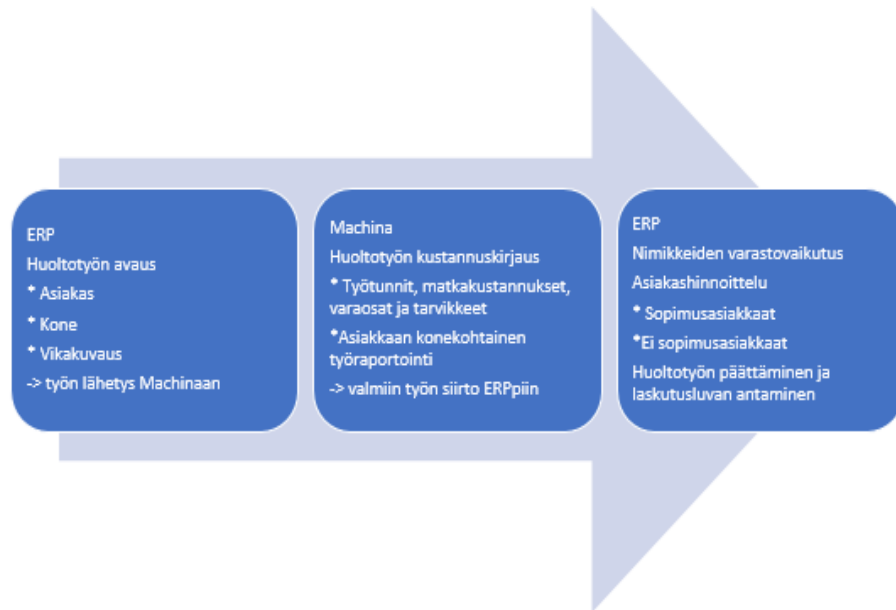 ERP
Huoltotyön avaus
* Asiakas
* Kone
* Vikakuvaus
-> työn lähetys Machinaan
Machina
Huoltotyön kustannuskirjaus
* Työtunnit, matkakustannukset,
varaosat ja tarvikkeet
*Asiakkaan konekohtainen
työraportointi
-> valmiin työn siirto ERPpiin
ERP
Nimikkeiden varastovaikutus
Asiakashinnoittelu
* Sopimusasiakkaat
*Ei sopimusasiakkaat
Huoltotyön päättäminen ja
laskutusluvan antaminen